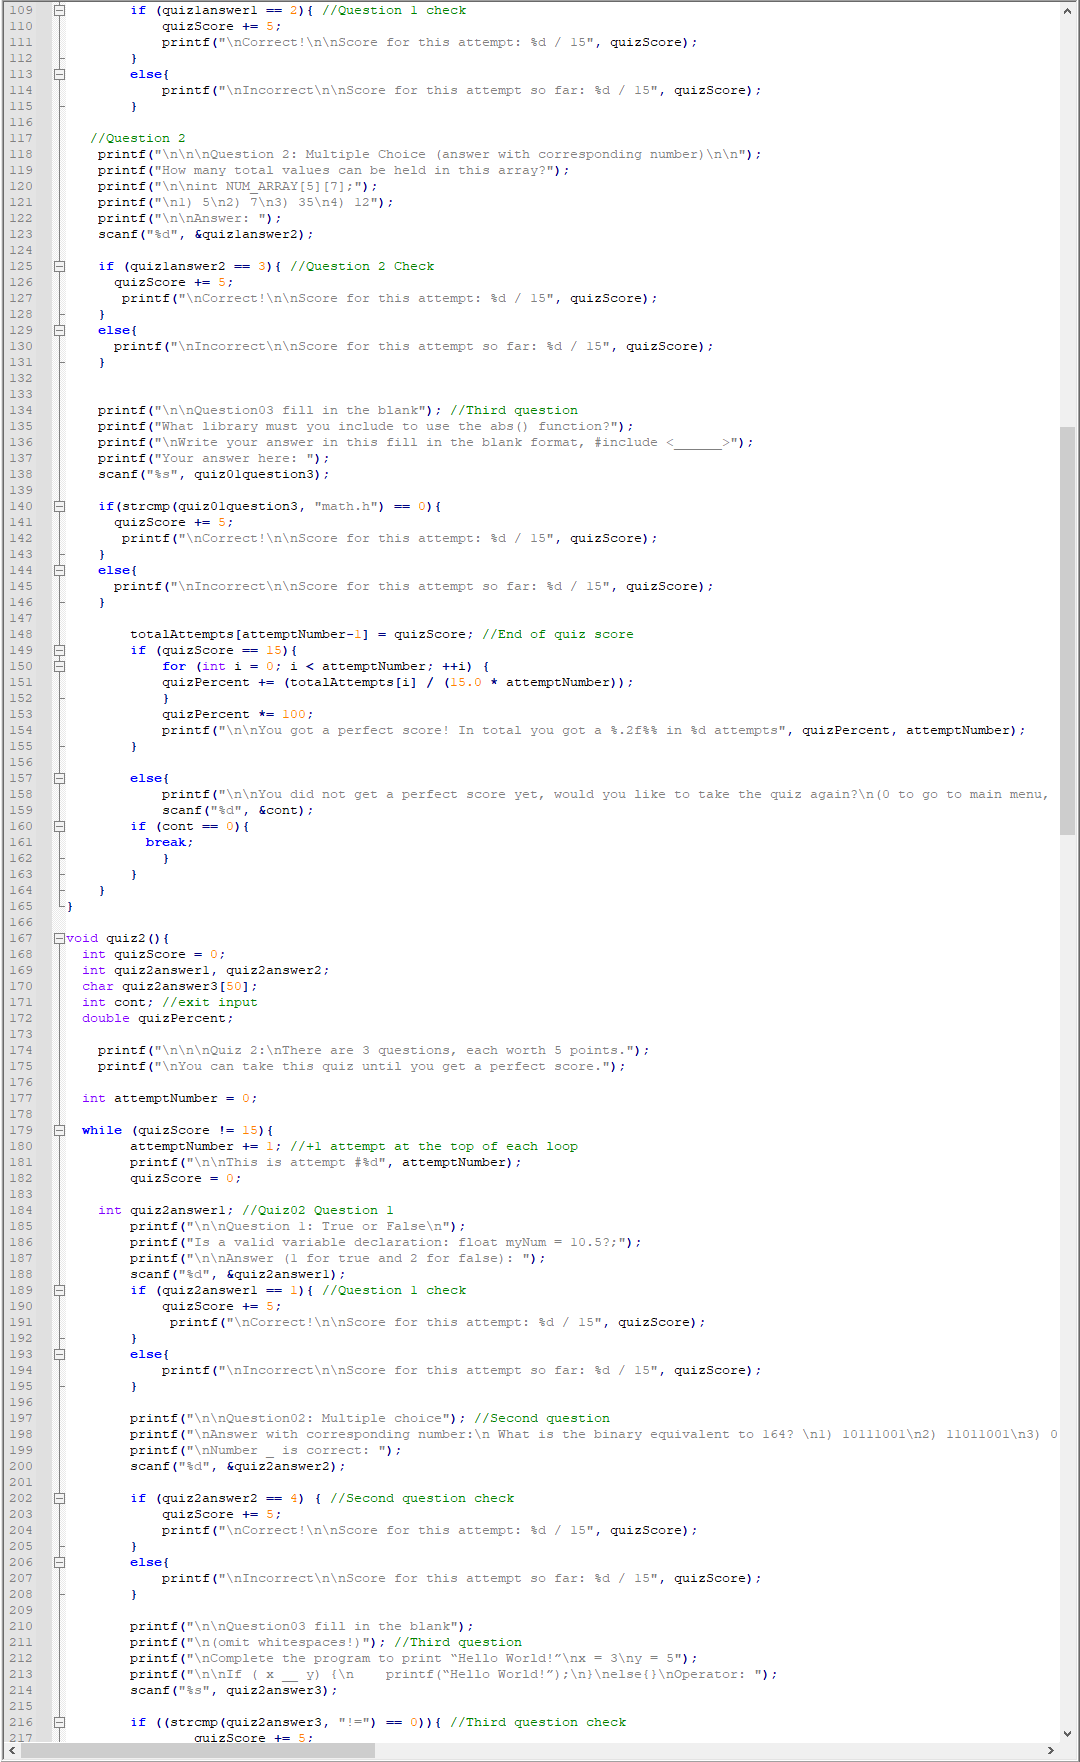 109 if (quiz1answer1 == 2){ //Question 1 check
110 quizScore += 5;
111 printf("\nCorrect!\n\nScore for this attempt: %d / 15", quizScore);
112 }
113 else{
114 printf("\nIncorrect\n\nScore for this attempt so far: %d / 15", quizScore);
115 }
116
117 //Question 2
118 printf("\n\n\nQuestion 2: Multiple Choice (answer with corresponding number)\n\n");
119 printf("How many total values can be held in this array?");
120 printf("\n\nint NUM_ARRAY[5][7];");
121 printf("\n1) 5\n2) 7\n3) 35\n4) 12");
122 printf("\n\nAnswer: ");
123 scanf("%d", &quiz1answer2);
124
125 if (quiz1answer2 == 3){ //Question 2 Check
126 quizScore += 5;
127 printf("\nCorrect!\n\nScore for this attempt: %d / 15", quizScore);
128 }
129 else{
130 printf("\nIncorrect\n\nScore for this attempt so far: %d / 15", quizScore);
131 }
132
133
134 printf("\n\nQuestion03 fill in the blank"); //Third question
135 printf("What library must you include to use the abs() function?");
136 printf("\nWrite your answer in this fill in the blank format, #include <______>");
137 printf("Your answer here: ");
138 scanf("%s", quiz01question3);
139
140 if(strcmp(quiz01question3, "math.h") == 0){
141 quizScore += 5;
142 printf("\nCorrect!\n\nScore for this attempt: %d / 15", quizScore);
143 }
144 else{
145 printf("\nIncorrect\n\nScore for this attempt so far: %d / 15", quizScore);
146 }
147
148 totalAttempts[attemptNumber-1] = quizScore; //End of quiz score
149 if (quizScore == 15){
150 for (int i = 0; i < attemptNumber; ++i) {
151 quizPercent += (totalAttempts[i] / (15.0 * attemptNumber));
152 }
153 quizPercent *= 100;
154 printf("\n\nYou got a perfect score! In total you got a %.2f%% in %d attempts", quizPercent, attemptNumber);
155 }
156
157 else{
158 printf("\n\nYou did not get a perfect score yet, would you like to take the quiz again?\n(0 to go to main menu,
159 scanf("%d", &cont);
160 if (cont == 0){
161 break;
162 }
163 }
164 }
165 }
166
167 void quiz2(){
168 int quizScore = 0;
169 int quiz2answer1, quiz2answer2;
170 char quiz2answer3[50];
171 int cont; //exit input
172 double quizPercent;
173
174 printf("\n\n\nQuiz 2:\nThere are 3 questions, each worth 5 points.");
175 printf("\nYou can take this quiz until you get a perfect score.");
176
177 int attemptNumber = 0;
178
179 while (quizScore != 15){
180 attemptNumber += 1; //+1 attempt at the top of each loop
181 printf("\n\nThis is attempt #%d", attemptNumber);
182 quizScore = 0;
183
184 int quiz2answer1; //Quiz02 Question 1
185 printf("\n\nQuestion 1: True or False\n");
186 printf("Is a valid variable declaration: float myNum = 10.5?;");
187 printf("\n\nAnswer (1 for true and 2 for false): ");
188 scanf("%d", &quiz2answer1);
189 if (quiz2answer1 == 1){ //Question 1 check
190 quizScore += 5;
191 printf("\nCorrect!\n\nScore for this attempt: %d / 15", quizScore);
192 }
193 else{
194 printf("\nIncorrect\n\nScore for this attempt so far: %d / 15", quizScore);
195 }
196
197 printf("\n\nQuestion02: Multiple choice"); //Second question
198 printf("\nAnswer with corresponding number:\n What is the binary equivalent to 164? \n1) 10111001\n2) 11011001\n3) 0
199 printf("\nNumber _ is correct: ");
200 scanf("%d", &quiz2answer2);
201
202 if (quiz2answer2 == 4) { //Second question check
203 quizScore += 5;
204 printf("\nCorrect!\n\nScore for this attempt: %d / 15", quizScore);
205 }
206 else{
207 printf("\nIncorrect\n\nScore for this attempt so far: %d / 15", quizScore);
208 }
209
210 printf("\n\nQuestion03 fill in the blank");
211 printf("\n(omit whitespaces!)"); //Third question
212 printf("\nComplete the program to print “Hello World!”\nx = 3\ny = 5");
213 printf("\n\nIf ( x __ y) {\n    printf(“Hello World!”);\n}\nelse{}\nOperator: ");
214 scanf("%s", quiz2answer3);
215
216 if ((strcmp(quiz2answer3, "!=") == 0)){ //Third question check
217 quizScore += 5;